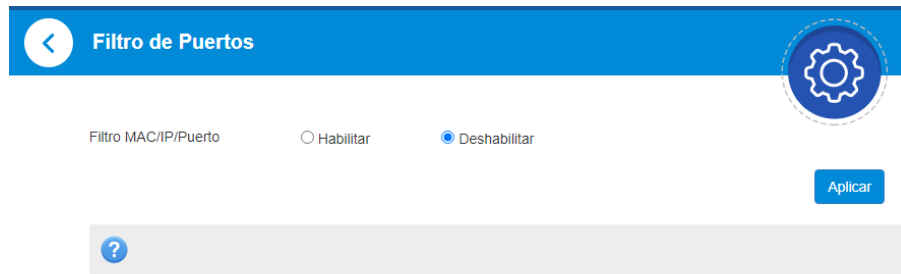 Filtro de Puertos
Filtro MAC/IP/Puerto Habilitar Deshabilitar
Aplicar
?